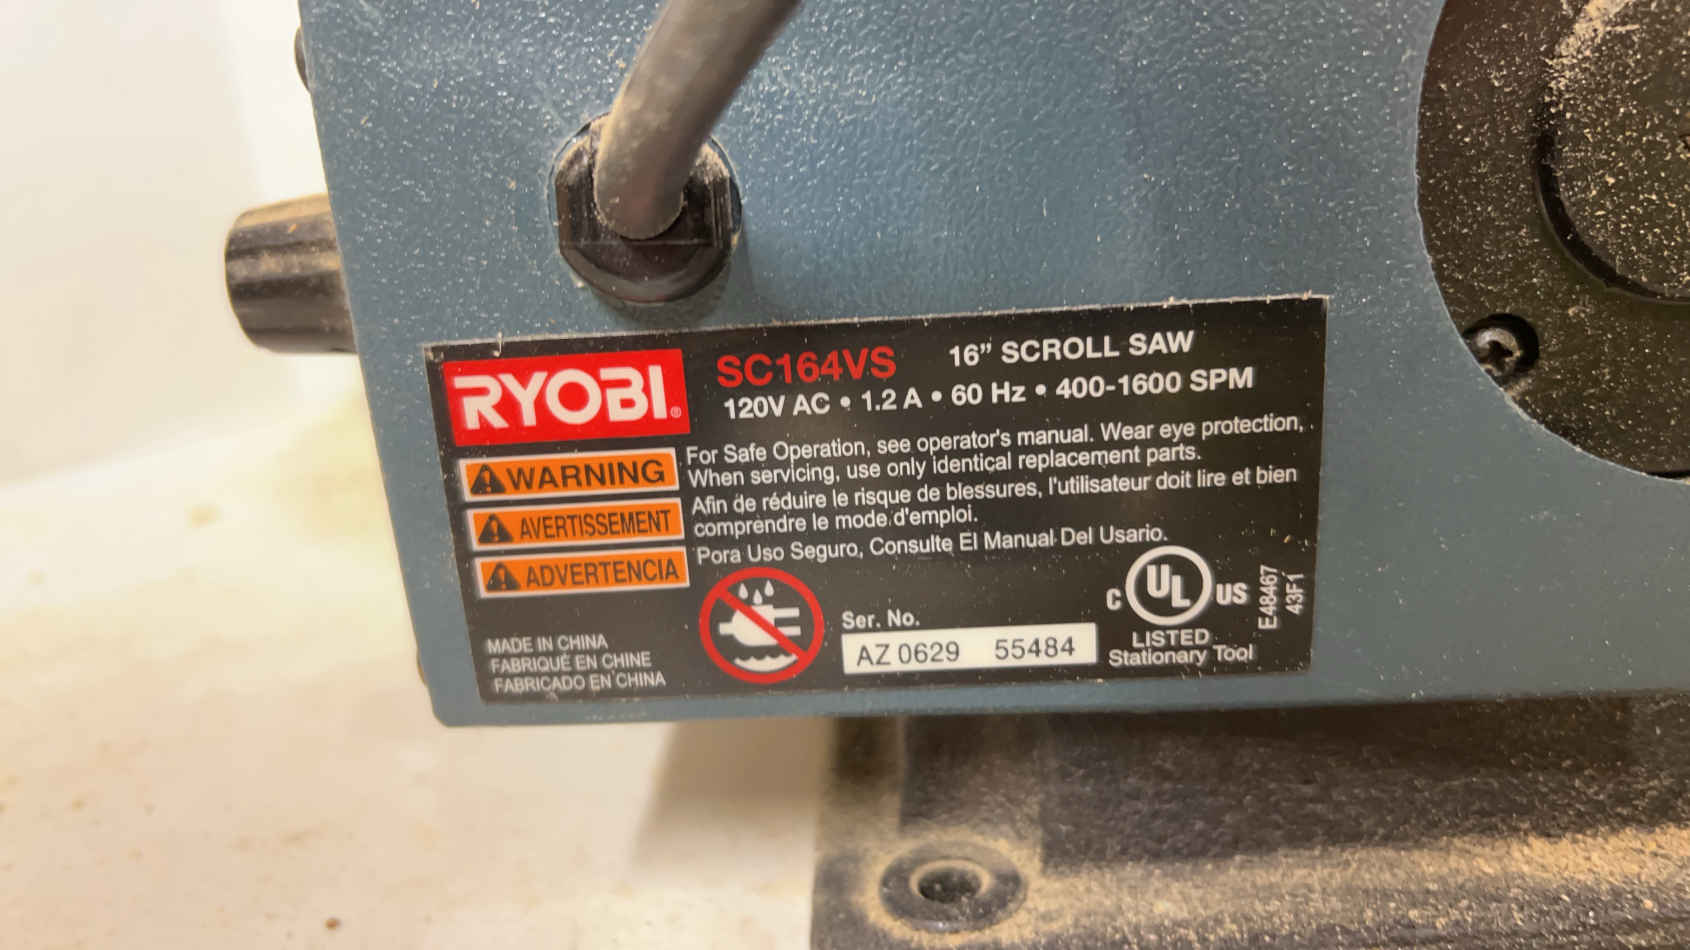 RYOBI®
SC164VS 16” SCROLL SAW
120V AC • 1.2 A • 60 Hz • 400-1600 SPM
WARNING
For Safe Operation, see operator's manual. Wear eye protection,
When servicing, use only identical replacement parts.
AVERTISSEMENT
Afin de réduire le risque de blessures, l'utilisateur doit lire et bien
comprendre le mode d'emploi.
ADVERTENCIA
Pora Uso Seguro, Consulte El Manual Del Usario.
MADE IN CHINA
FABRIQUÉ EN CHINE
FABRICADO EN CHINA
Ser. No.
AZ 0629 55484
C UL US
LISTED
Stationary Tool
E48467
43F1